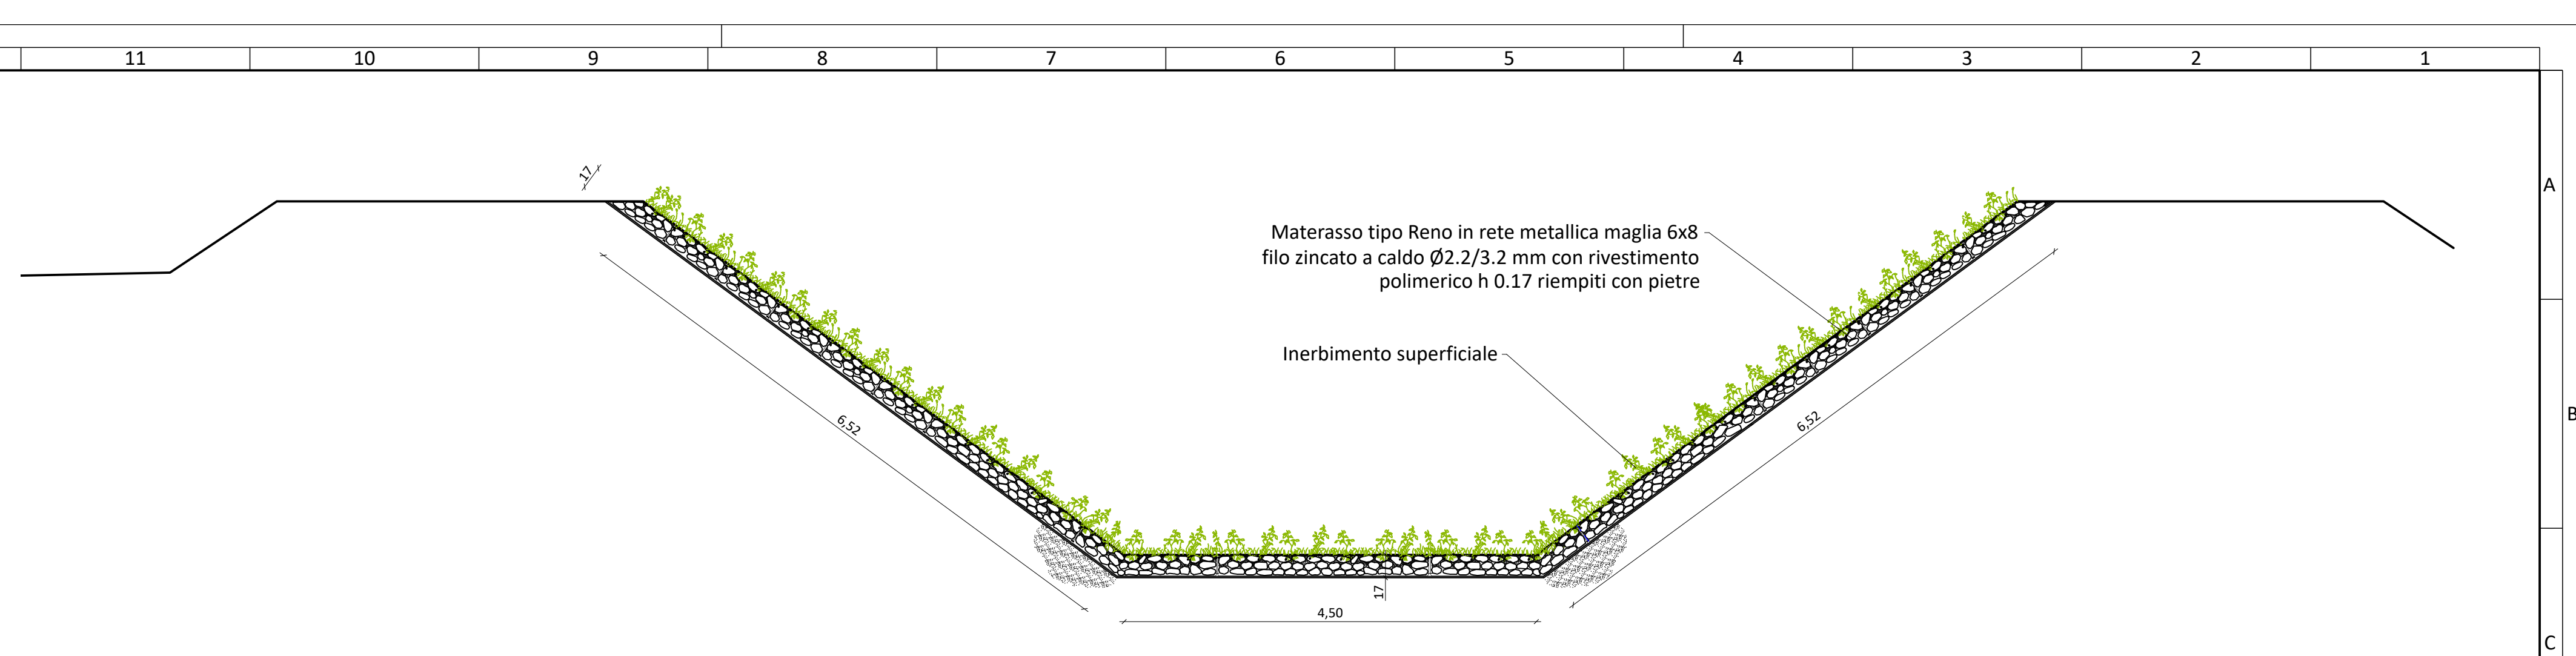 11 10 9 8 7 6 5 4 3 2 1
A
17
Materasso tipo Reno in rete metallica maglia 6x8
filo zincato a caldo Ø2.2/3.2 mm con rivestimento
polimerico h 0.17 riempiti con pietre
Inerbimento superficiale
B
6,52
6,52
17
4,50
C